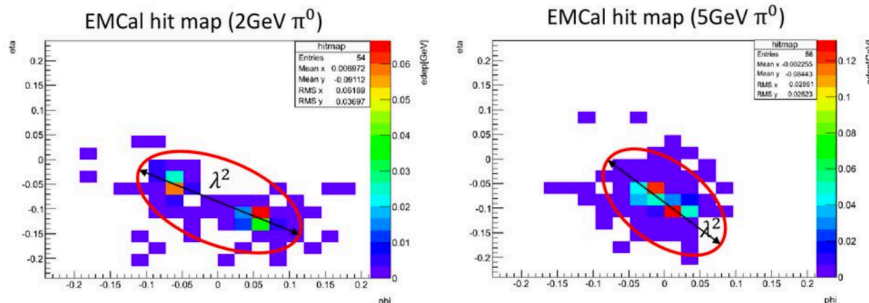 EMCal hit map (2GeV π⁰)
eta
hitmap
Entries 54
Mean x 0.006972
Mean y -0.09112
RMS x 0.06189
RMS y 0.03697
edep[GeV]
0.2
0.15
0.1
0.05
0
-0.05
-0.1
-0.15
-0.2
λ²
0.06
0.05
0.04
0.03
0.02
0.01
0
-0.2 -0.15 -0.1 -0.05 0 0.05 0.1 0.15 0.2
phi
EMCal hit map (5GeV π⁰)
eta
hitmap
Entries 56
Mean x -0.002255
Mean y -0.08443
RMS x 0.02861
RMS y 0.02623
0.2
0.15
0.1
0.05
0
-0.05
-0.1
-0.15
-0.2
λ²
0.12
0.1
0.08
0.06
0.04
0.02
0
-0.2 -0.15 -0.1 -0.05 0 0.05 0.1 0.15 0.2
phi